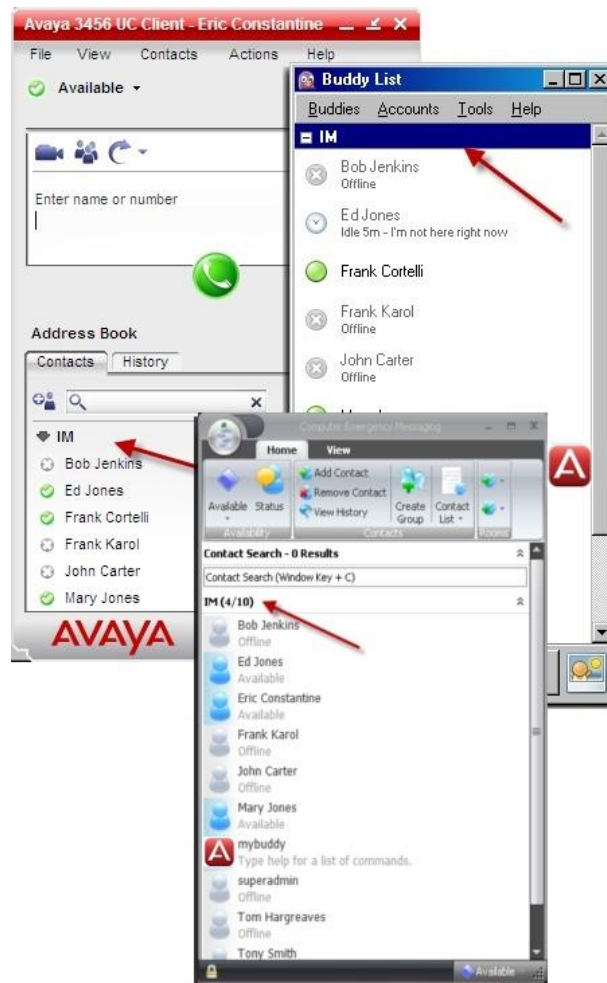 Avaya 3456 UC Client - Eric Constantine
File View Contacts Actions Help
Available
Enter name or number
Address Book
Contacts History
IM
Bob Jenkins
Ed Jones
Frank Cortelli
Frank Karol
John Carter
Mary Jones
AVAYA
Buddy List
Buddies Accounts Tools Help
IM
Bob Jenkins
Offline
Ed Jones
Idle 5m - I'm not here right now
Frank Cortelli
Frank Karol
Offline
John Carter
Offline
Computer Emergency Messaging
Home View
Available Status
Add Contact
Remove Contact
View History
Create Group
Contact List
Availability Contacts Rooms
Contact Search - 0 Results
Contact Search (Window Key + C)
IM (4/10)
Bob Jenkins
Offline
Ed Jones
Available
Eric Constantine
Available
Frank Karol
Offline
John Carter
Offline
Mary Jones
Available
mybuddy
Type help for a list of commands.
superadmin
Offline
Tom Hargreaves
Offline
Tony Smith
Available